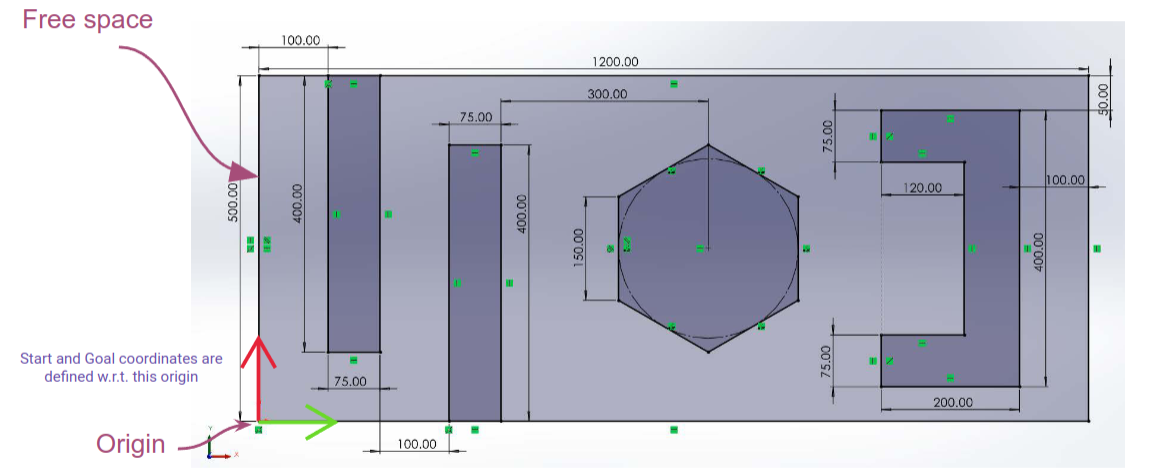 Free space
100.00
1200.00
300.00
50.00
75.00
75.00
120.00
100.00
500.00
400.00
400.00
150.00
400.00
Start and Goal coordinates are
defined w.r.t. this origin
75.00
75.00
200.00
Origin
100.00
Y
X